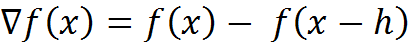 ∇f(x) = f(x) − f(x − h)